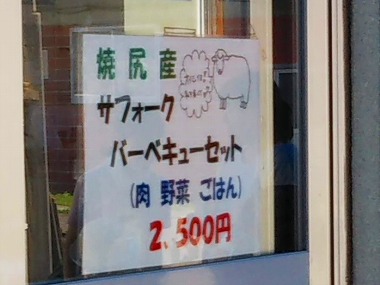 焼尻産
サフォーク
バーベキューセット
(肉 野菜 ごはん)
2,500円